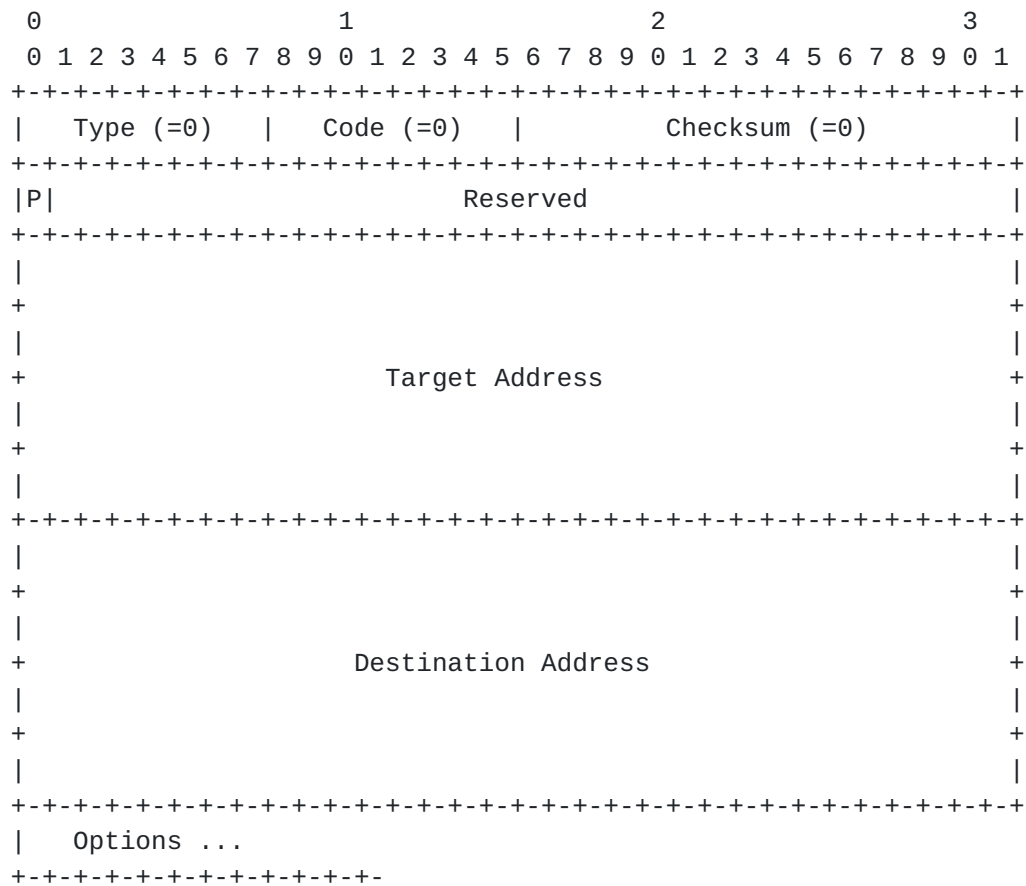 0                   1                   2                   3
 0 1 2 3 4 5 6 7 8 9 0 1 2 3 4 5 6 7 8 9 0 1 2 3 4 5 6 7 8 9 0 1
+-+-+-+-+-+-+-+-+-+-+-+-+-+-+-+-+-+-+-+-+-+-+-+-+-+-+-+-+-+-+-+-+
|   Type (=0)   |   Code (=0)   |         Checksum (=0)         |
+-+-+-+-+-+-+-+-+-+-+-+-+-+-+-+-+-+-+-+-+-+-+-+-+-+-+-+-+-+-+-+-+
|P|                          Reserved                           |
+-+-+-+-+-+-+-+-+-+-+-+-+-+-+-+-+-+-+-+-+-+-+-+-+-+-+-+-+-+-+-+-+
|                                                               |
+                                                               +
|                                                               |
+                       Target Address                          +
|                                                               |
+                                                               +
|                                                               |
+-+-+-+-+-+-+-+-+-+-+-+-+-+-+-+-+-+-+-+-+-+-+-+-+-+-+-+-+-+-+-+-+
|                                                               |
+                                                               +
|                                                               |
+                     Destination Address                       +
|                                                               |
+                                                               +
|                                                               |
+-+-+-+-+-+-+-+-+-+-+-+-+-+-+-+-+-+-+-+-+-+-+-+-+-+-+-+-+-+-+-+-+
|   Options ...
+-+-+-+-+-+-+-+-+-+-+-+-